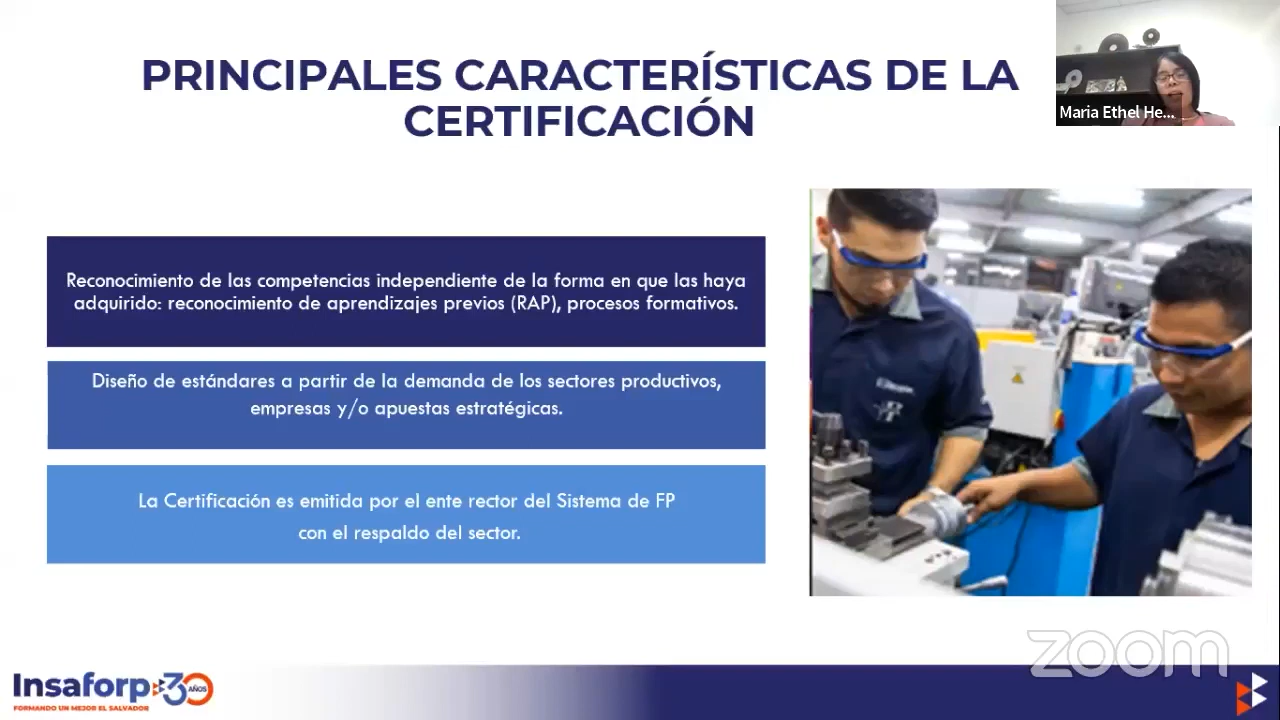 PRINCIPALES CARACTERÍSTICAS DE LA
CERTIFICACIÓN
Maria Ethel He...
Reconocimiento de las competencias independiente de la forma en que las haya
adquirido: reconocimiento de aprendizajes previos (RAP), procesos formativos.
Diseño de estándares a partir de la demanda de los sectores productivos,
empresas y/o apuestas estratégicas.
La Certificación es emitida por el ente rector del Sistema de FP
con el respaldo del sector.
zoom
Insaforp 30 AÑOS
FORMANDO UN MEJOR EL SALVADOR